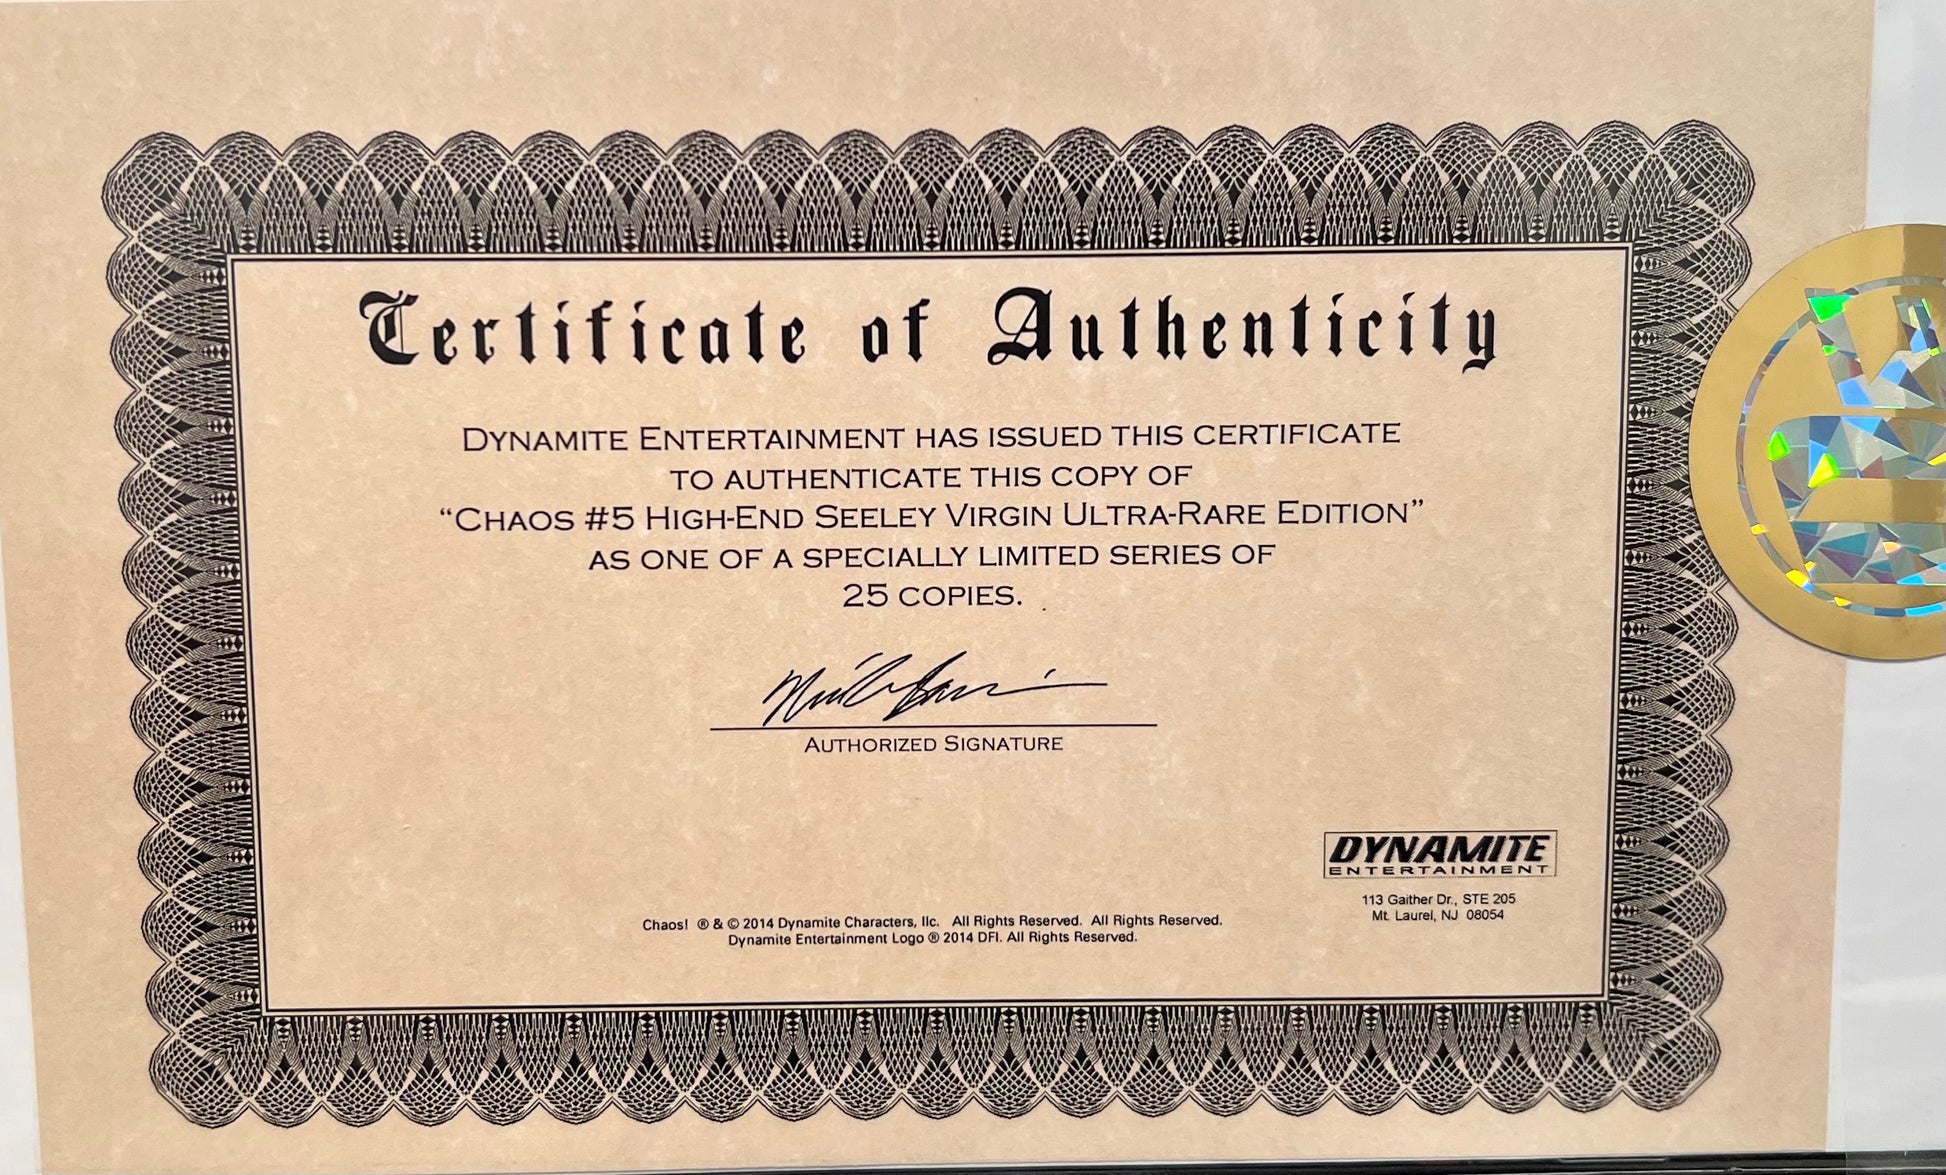 Certificate of Authenticity
DYNAMITE ENTERTAINMENT HAS ISSUED THIS CERTIFICATE
TO AUTHENTICATE THIS COPY OF
“CHAOS #5 HIGH-END SEELEY VIRGIN ULTRA-RARE EDITION”
AS ONE OF A SPECIALLY LIMITED SERIES OF
25 COPIES.
AUTHORIZED SIGNATURE
DYNAMITE
ENTERTAINMENT
113 Gaither Dr., STE 205
Mt. Laurel, NJ 08054
Chaos! ® & © 2014 Dynamite Characters, llc. All Rights Reserved. All Rights Reserved.
Dynamite Entertainment Logo ® 2014 DFI. All Rights Reserved.